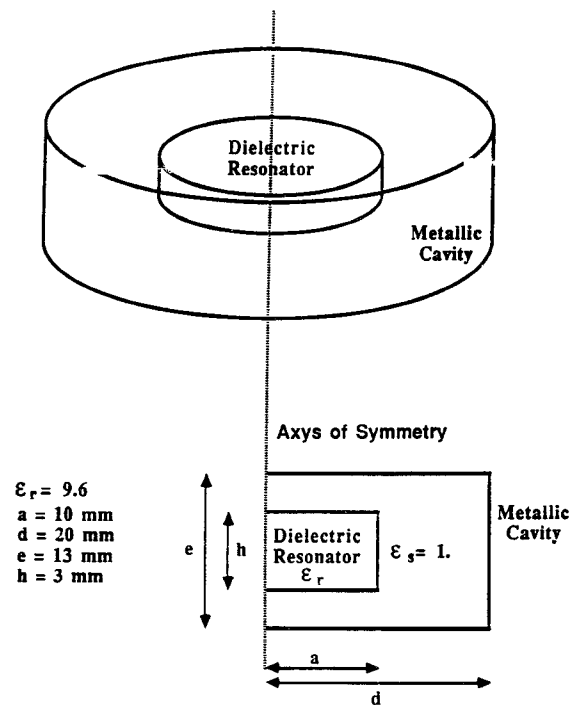 Dielectric
Resonator
Metallic
Cavity
Axys of Symmetry
εr = 9.6
a = 10 mm
d = 20 mm
e = 13 mm
h = 3 mm
e
h
Dielectric
Resonator
εr
εs = 1.
Metallic
Cavity
a
d